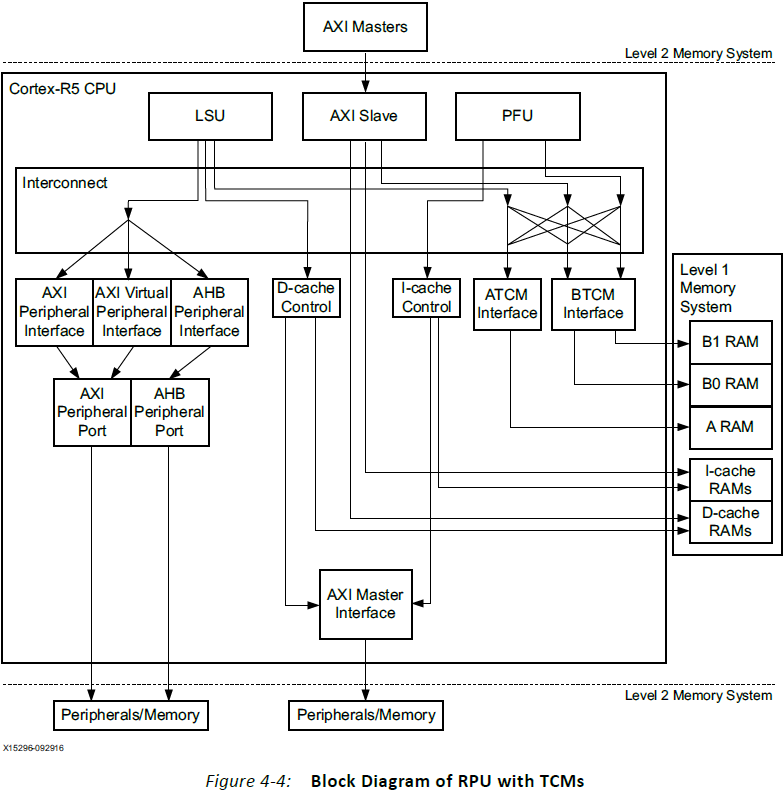 AXI Masters
Level 2 Memory System
Cortex-R5 CPU
LSU
AXI Slave
PFU
Interconnect
AXI
Peripheral
Interface
AXI Virtual
Peripheral
Interface
AHB
Peripheral
Interface
D-cache
Control
I-cache
Control
ATCM
Interface
BTCM
Interface
Level 1
Memory
System
B1 RAM
B0 RAM
A RAM
I-cache
RAMs
D-cache
RAMs
AXI
Peripheral
Port
AHB
Peripheral
Port
AXI Master
Interface
Level 2 Memory System
Peripherals/Memory
Peripherals/Memory
X15296-092916
Figure 4-4: Block Diagram of RPU with TCMs